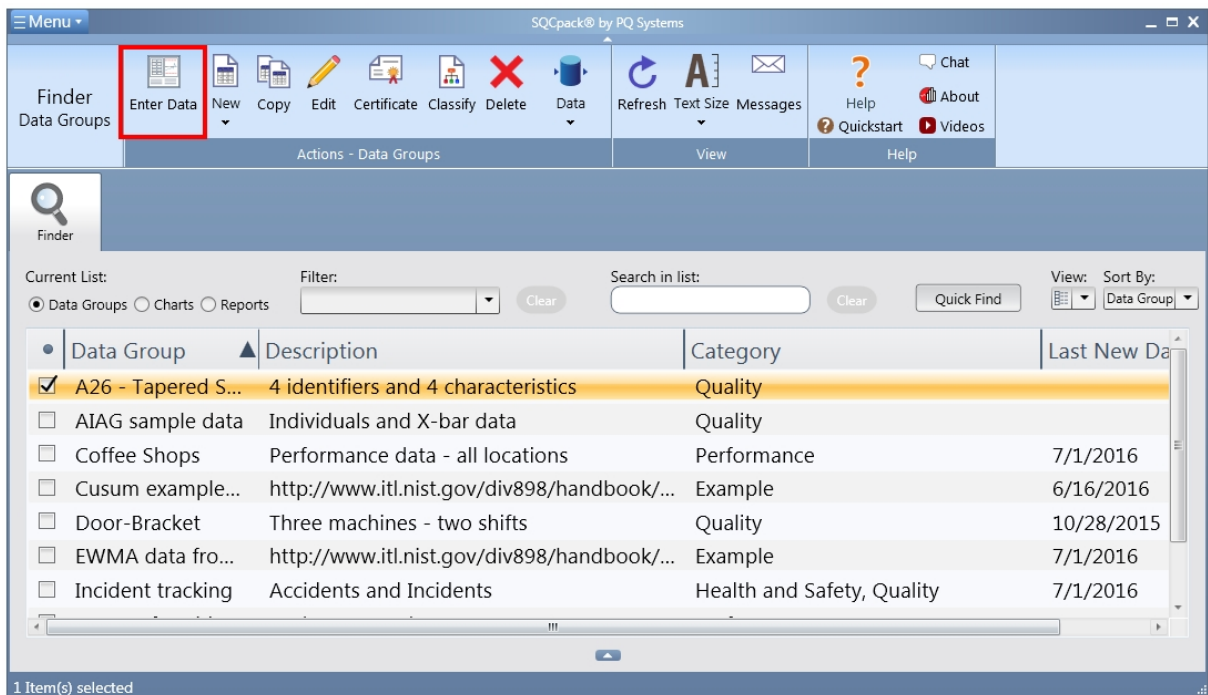 Menu
SQCpack® by PQ Systems
Finder
Data Groups
Enter Data
New
Copy
Edit
Certificate
Classify
Delete
Data
Refresh
Text Size
Messages
Help
Quickstart
Chat
About
Videos
Actions - Data Groups
View
Help
Finder
Current List:
Data Groups Charts Reports
Filter:
Clear
Search in list:
Clear
Quick Find
View:
Sort By:
Data Group
Data Group Description Category Last New Da
A26 - Tapered S... 4 identifiers and 4 characteristics Quality
AIAG sample data Individuals and X-bar data Quality
Coffee Shops Performance data - all locations Performance 7/1/2016
Cusum example... http://www.itl.nist.gov/div898/handbook/... Example 6/16/2016
Door-Bracket Three machines - two shifts Quality 10/28/2015
EWMA data fro... http://www.itl.nist.gov/div898/handbook/... Example 7/1/2016
Incident tracking Accidents and Incidents Health and Safety, Quality 7/1/2016
1 Item(s) selected